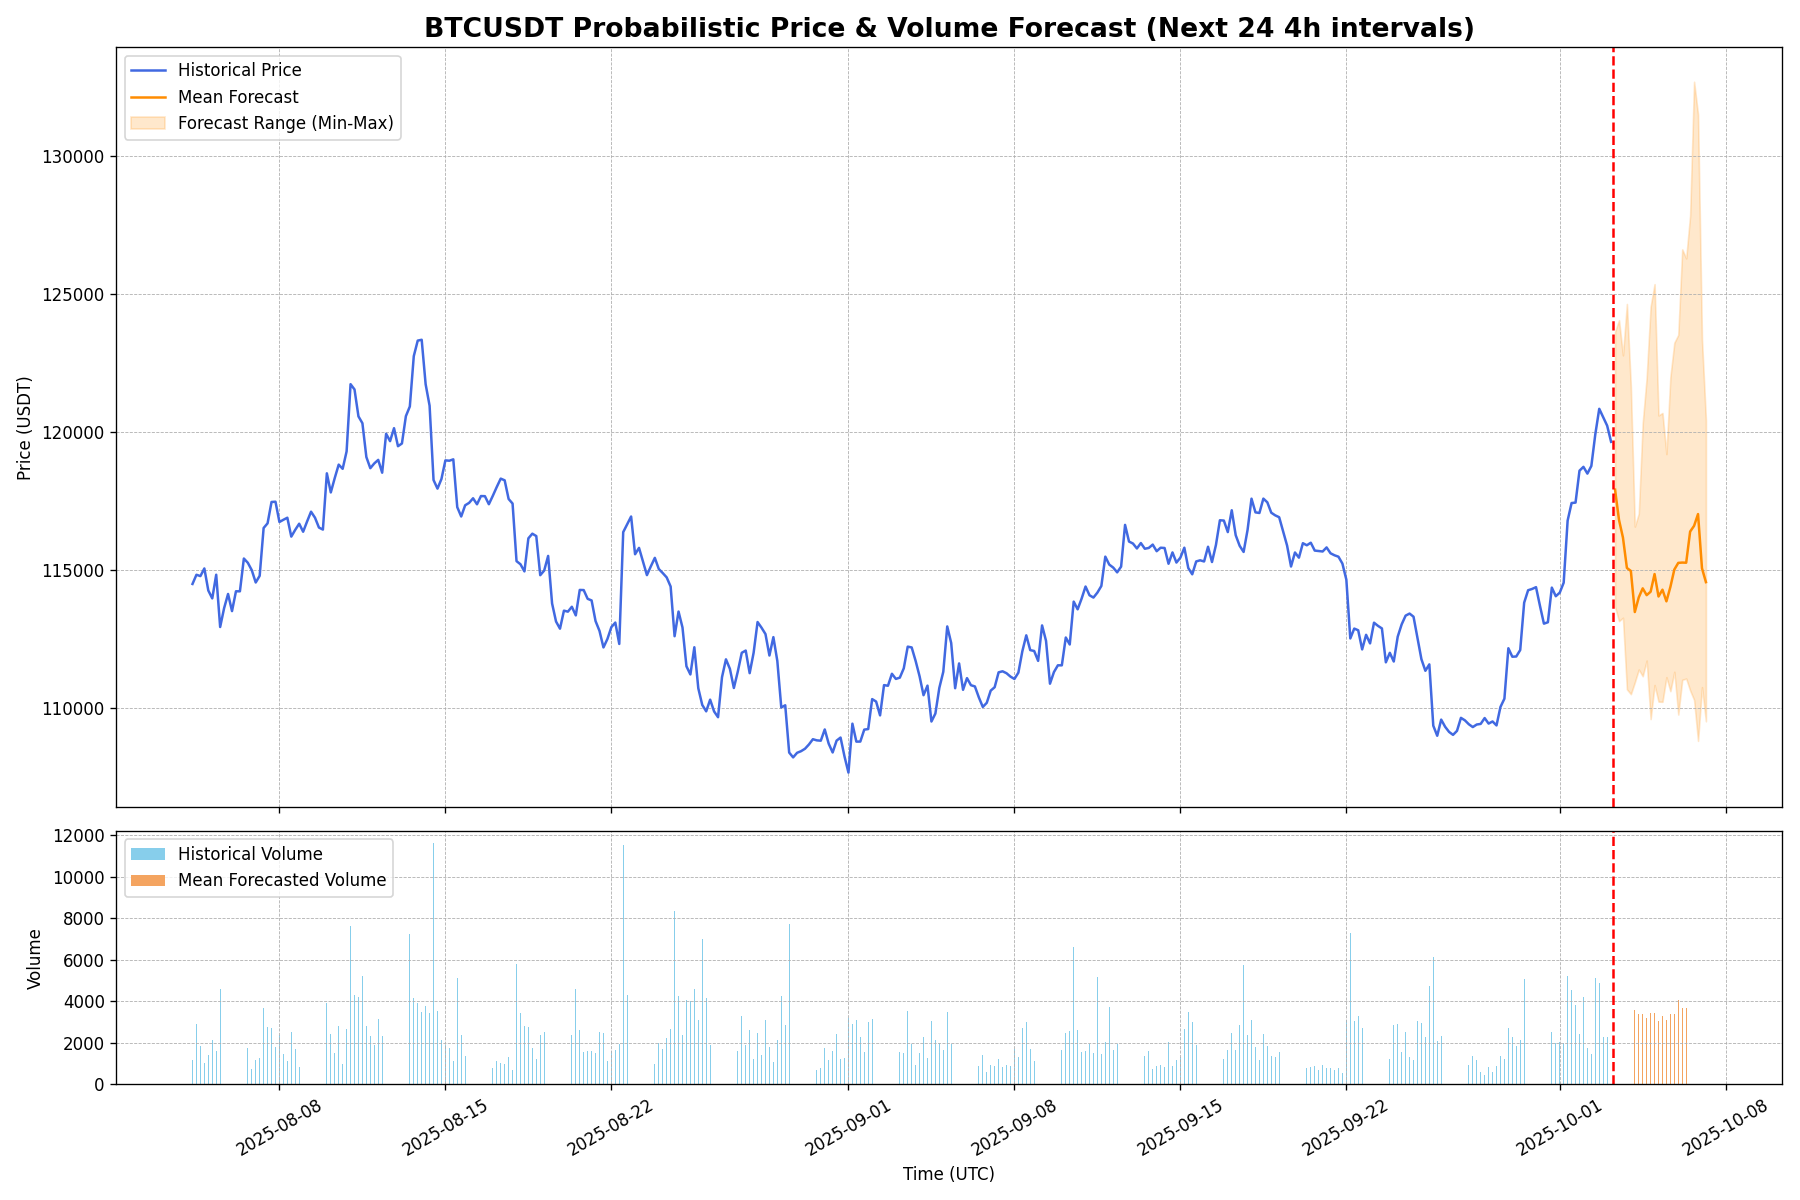 BTCUSDT Probabilistic Price & Volume Forecast (Next 24 4h intervals)
Historical Price
Mean Forecast
Forecast Range (Min-Max)
130000
125000
120000
115000
110000
Price (USDT)
Historical Volume
Mean Forecasted Volume
12000
10000
8000
6000
4000
2000
0
Volume
2025-08-08
2025-08-15
2025-08-22
2025-09-01
2025-09-08
2025-09-15
2025-09-22
2025-10-01
2025-10-08
Time (UTC)